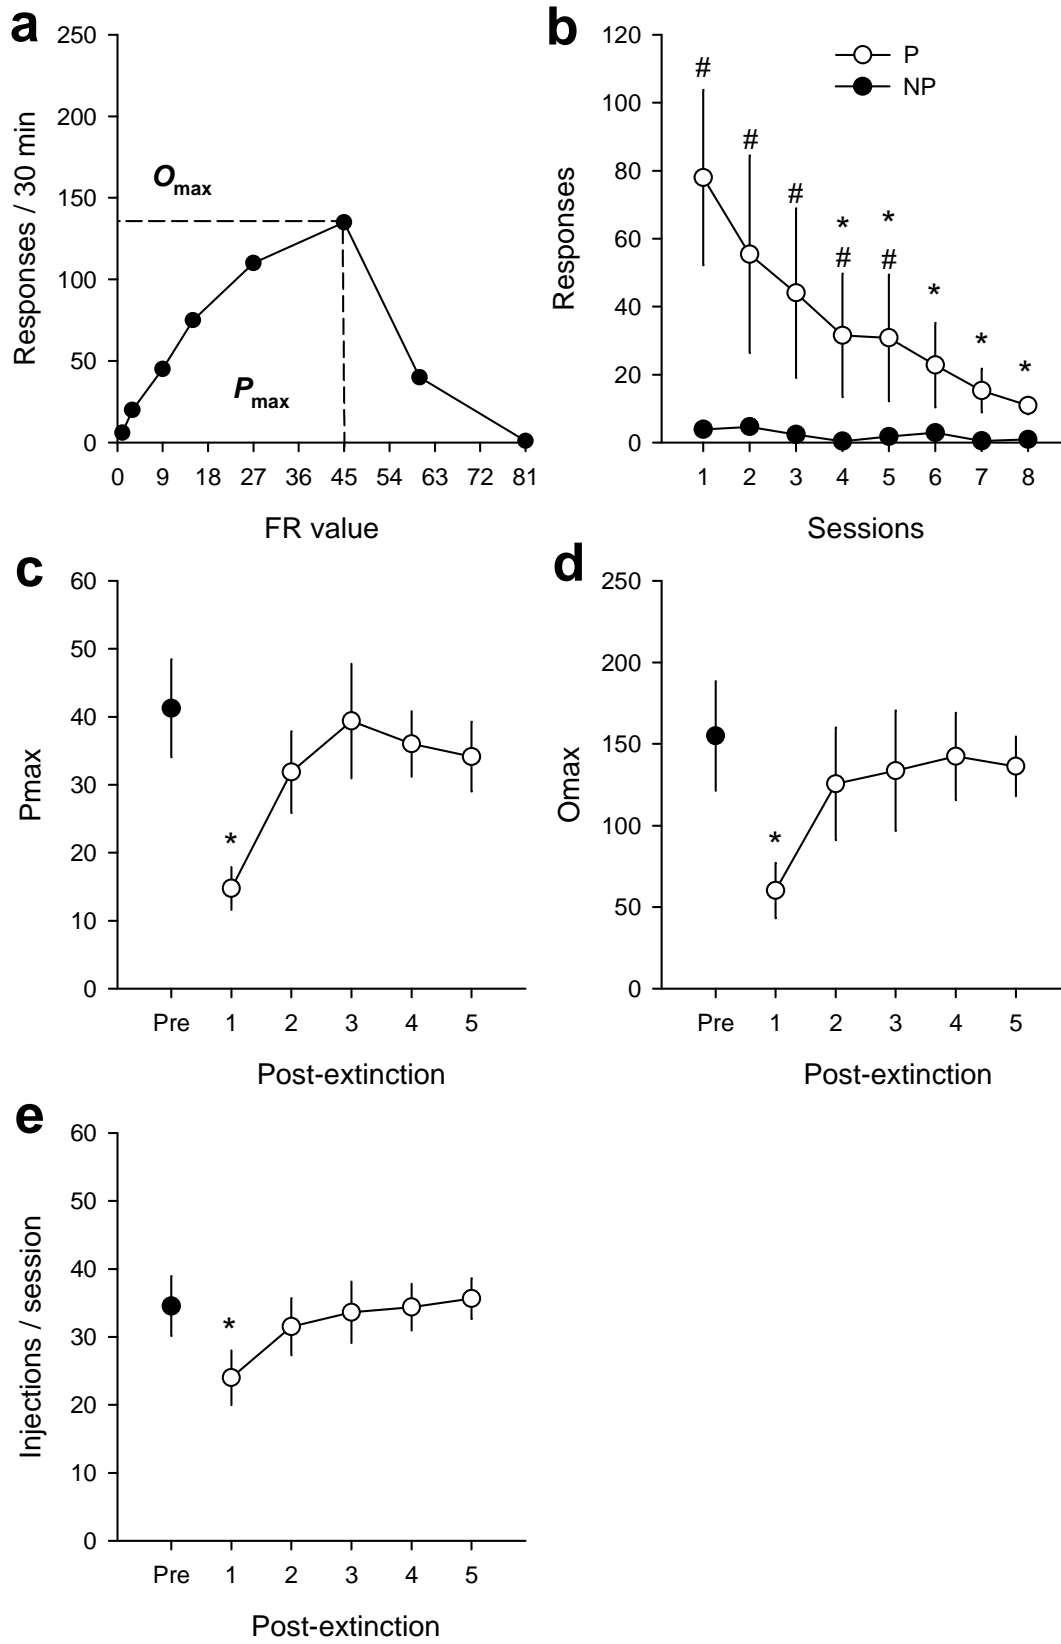 a
250
200
150
100
50
0
Responses / 30 min
Omax
Pmax
0 9 18 27 36 45 54 63 72 81
FR value
b
120
100
80
60
40
20
0
Responses
P
NP
# # # * # * # * * *
1 2 3 4 5 6 7 8
Sessions
c
60
50
40
30
20
10
0
Pmax
*
Pre 1 2 3 4 5
Post-extinction
d
250
200
150
100
50
0
Omax
*
Pre 1 2 3 4 5
Post-extinction
e
60
50
40
30
20
10
0
Injections / session
*
Pre 1 2 3 4 5
Post-extinction